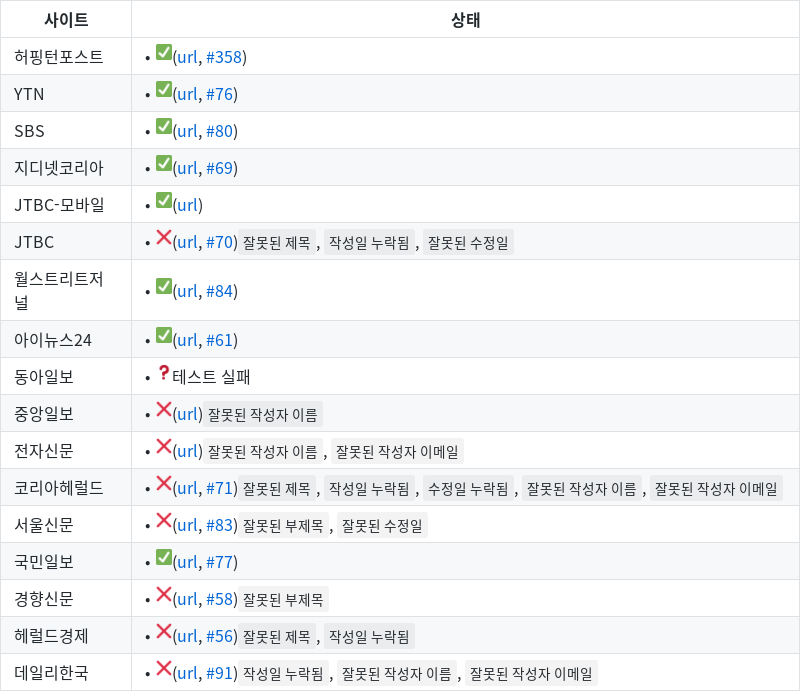 사이트 상태
허핑턴포스트 • ✅(url, #358)
YTN • ✅(url, #76)
SBS • ✅(url, #80)
지디넷코리아 • ✅(url, #69)
JTBC-모바일 • ✅(url)
JTBC • ❌(url, #70) 잘못된 제목 , 작성일 누락됨 , 잘못된 수정일
월스트리트저
널 • ✅(url, #84)
아이뉴스24 • ✅(url, #61)
동아일보 • ❓테스트 실패
중앙일보 • ❌(url) 잘못된 작성자 이름
전자신문 • ❌(url) 잘못된 작성자 이름 , 잘못된 작성자 이메일
코리아헤럴드 • ❌(url, #71) 잘못된 제목 , 작성일 누락됨 , 수정일 누락됨 , 잘못된 작성자 이름 , 잘못된 작성자 이메일
서울신문 • ❌(url, #83) 잘못된 부제목 , 잘못된 수정일
국민일보 • ✅(url, #77)
경향신문 • ❌(url, #58) 잘못된 부제목
헤럴드경제 • ❌(url, #56) 잘못된 제목 , 작성일 누락됨
데일리한국 • ❌(url, #91) 작성일 누락됨 , 잘못된 작성자 이름 , 잘못된 작성자 이메일